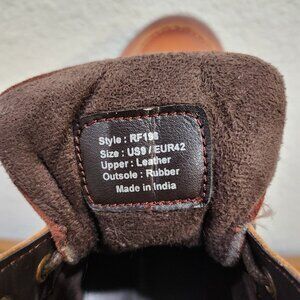 Style : RF198
Size : US9 / EUR42
Upper : Leather
Outsole : Rubber
Made in India